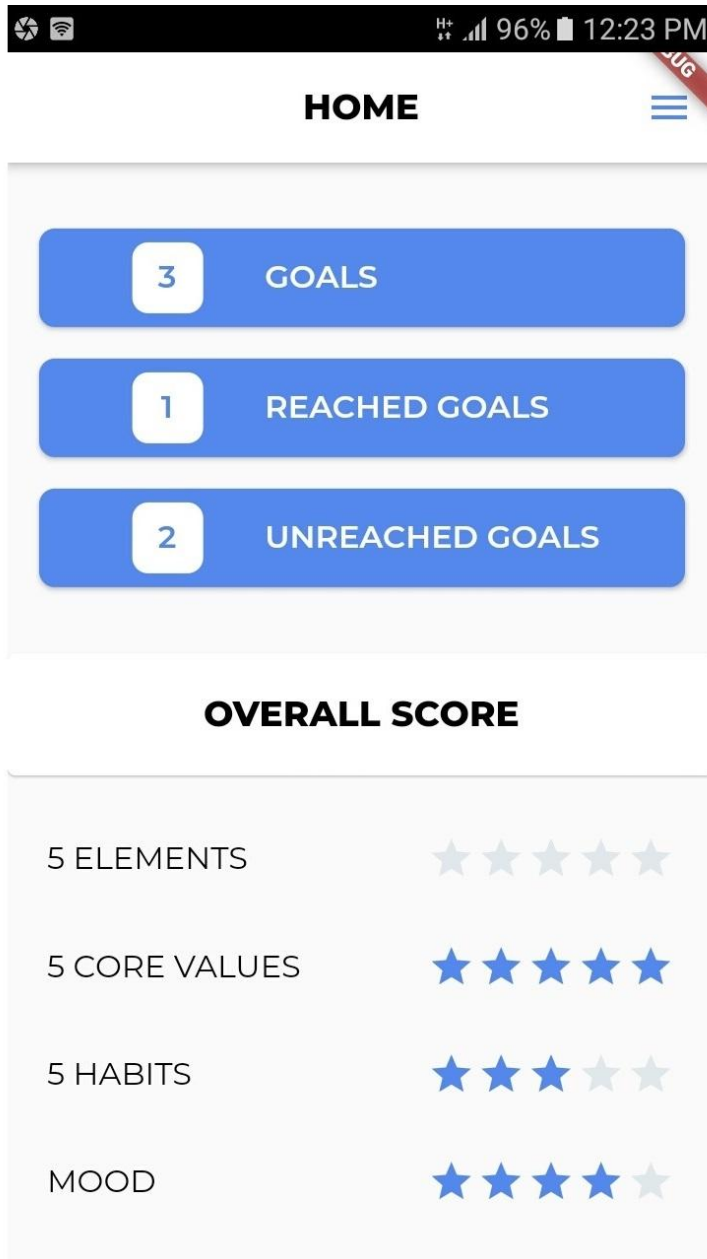 H+ 96% 12:23 PM
HOME
3 GOALS
1 REACHED GOALS
2 UNREACHED GOALS
OVERALL SCORE
5 ELEMENTS
5 CORE VALUES
5 HABITS
MOOD